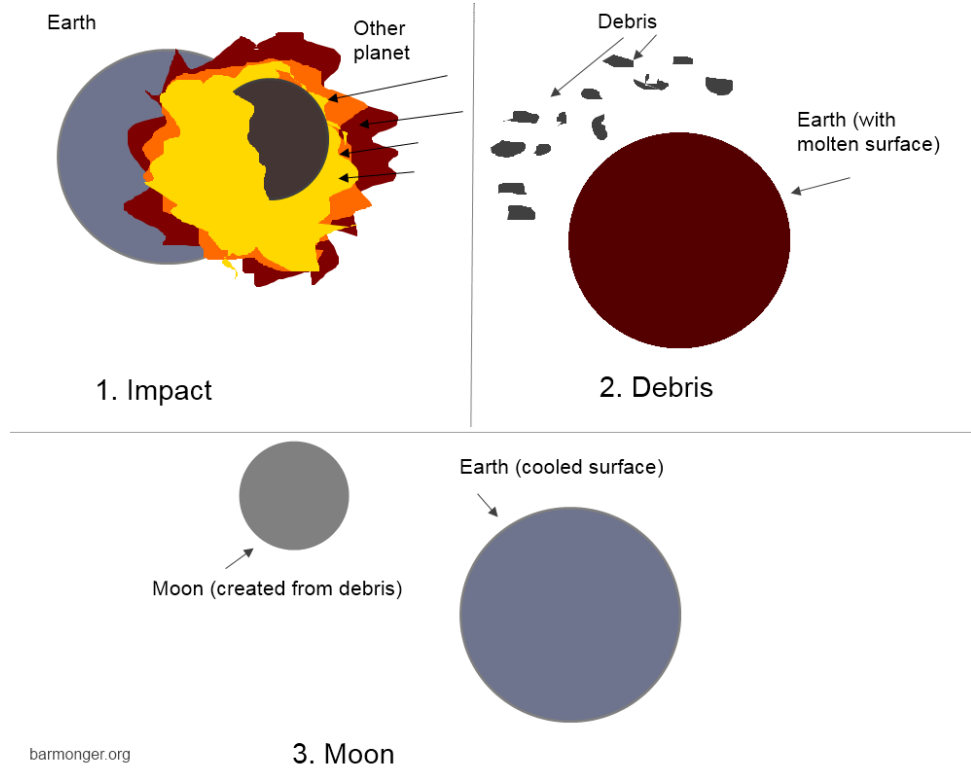 Earth
Other
planet
1. Impact
Debris
Earth (with
molten surface)
2. Debris
Earth (cooled surface)
Moon (created from debris)
3. Moon
barmonger.org